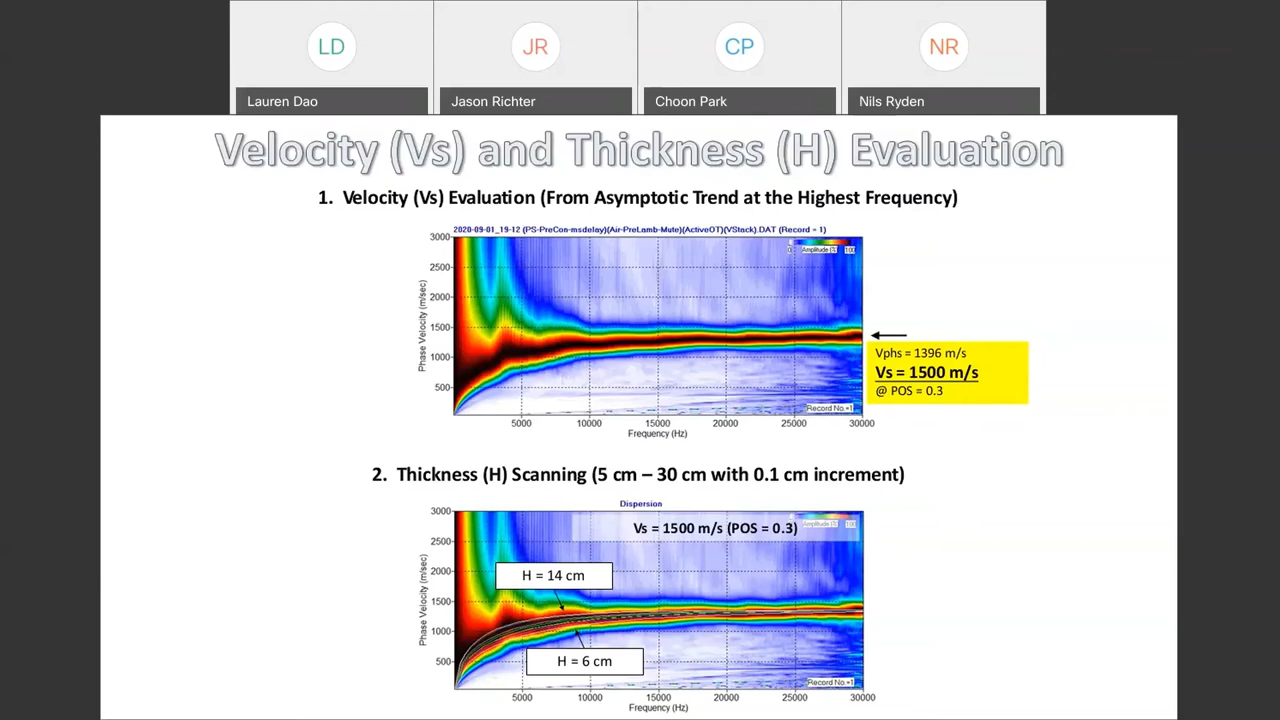 LD
JR
CP
NR
Lauren Dao
Jason Richter
Choon Park
Nils Ryden
Velocity (Vs) and Thickness (H) Evaluation
1. Velocity (Vs) Evaluation (From Asymptotic Trend at the Highest Frequency)
2020-09-01_19-12 (PS-PreCon-msdelay)(Air-PreLamb-Mute)(ActiveOT)(VStack).DAT (Record = 1)
3000
2500
2000
1500
1000
500
Phase Velocity (m/sec)
0 Amplitude (% 100
Record No.=1
5000 10000 15000 20000 25000 30000
Frequency (Hz)
Vphs = 1396 m/s
Vs = 1500 m/s
@ POS = 0.3
2. Thickness (H) Scanning (5 cm – 30 cm with 0.1 cm increment)
Dispersion
3000
2500
2000
1500
1000
500
Phase Velocity (m/sec)
Vs = 1500 m/s (POS = 0.3)
Amplitude (% 100
H = 14 cm
H = 6 cm
Record No.=1
5000 10000 15000 20000 25000 30000
Frequency (Hz)